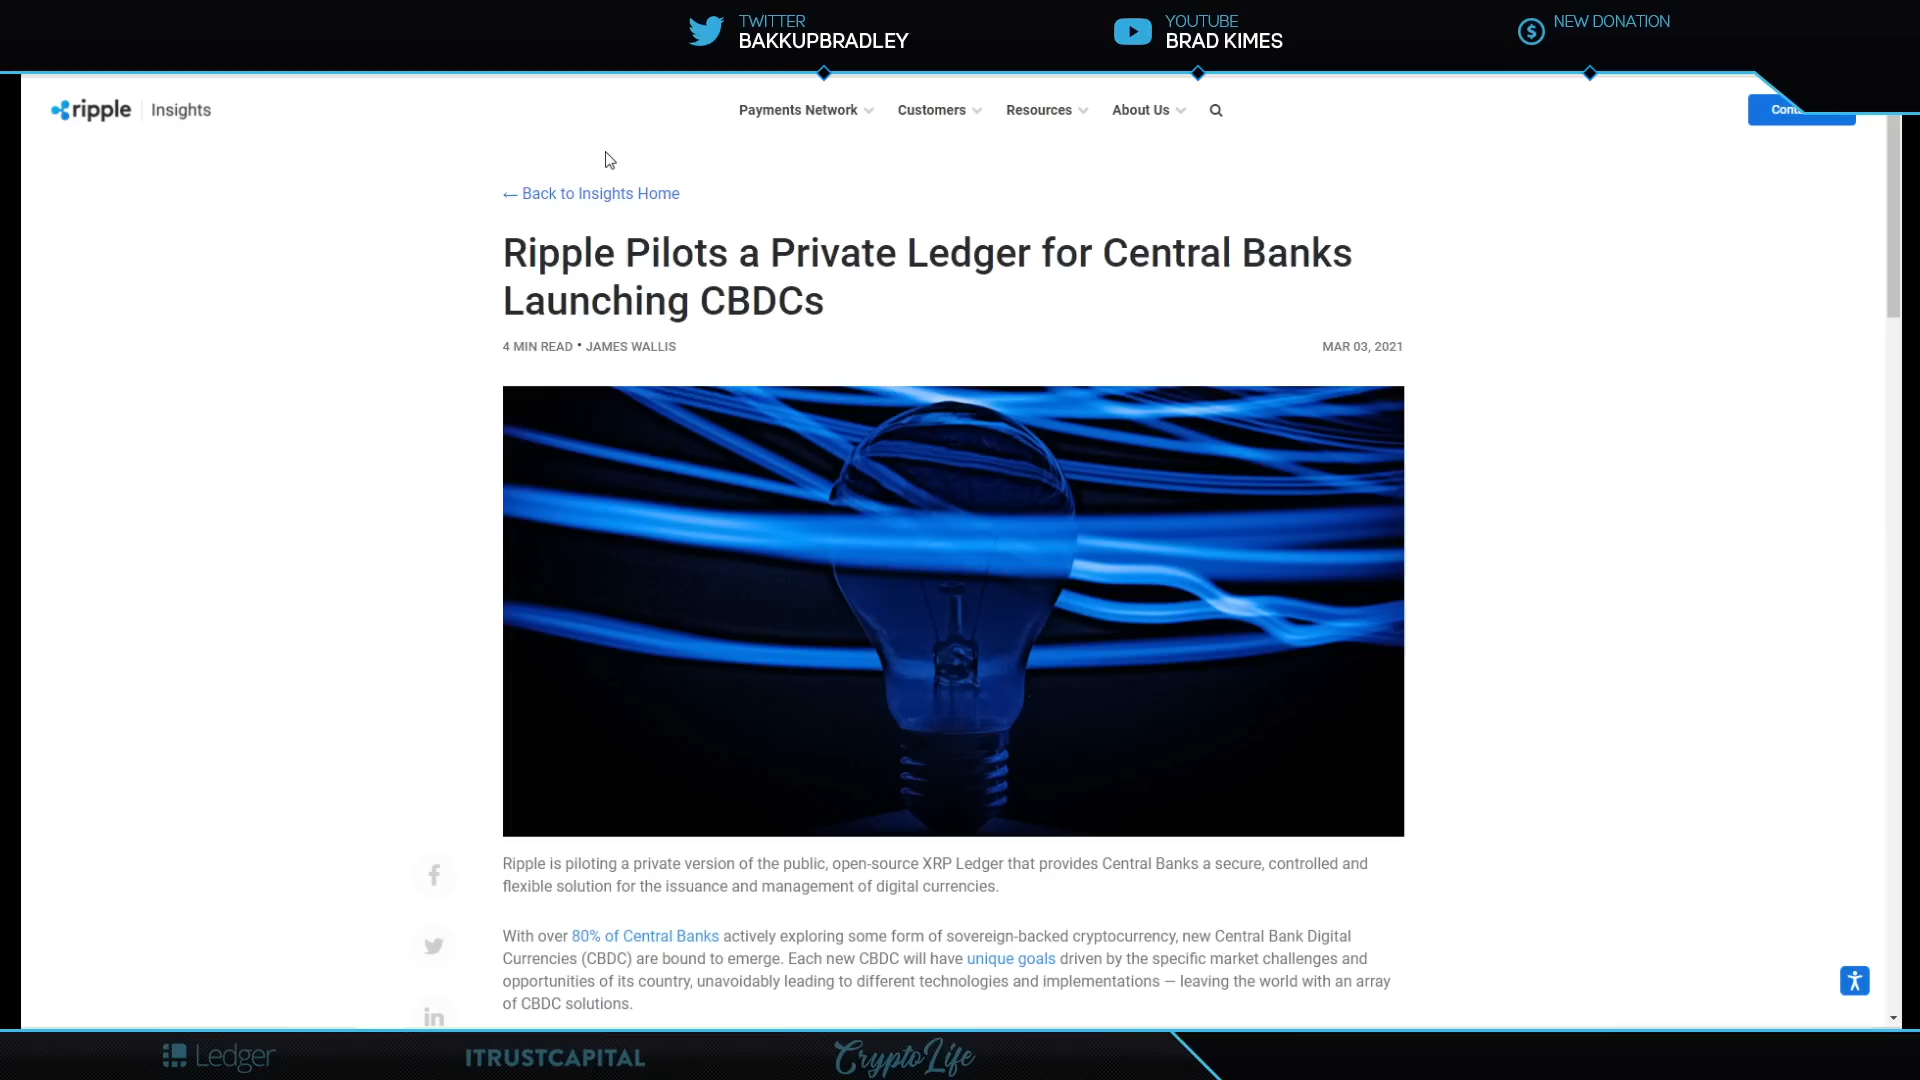 TWITTER
BAKKUPBRADLEY
YOUTUBE
BRAD KIMES
NEW DONATION
ripple
Insights
Payments Network
Customers
Resources
About Us
← Back to Insights Home
Ripple Pilots a Private Ledger for Central Banks
Launching CBDCs
4 MIN READ • JAMES WALLIS
MAR 03, 2021
Ripple is piloting a private version of the public, open-source XRP Ledger that provides Central Banks a secure, controlled and
flexible solution for the issuance and management of digital currencies.
With over 80% of Central Banks actively exploring some form of sovereign-backed cryptocurrency, new Central Bank Digital
Currencies (CBDC) are bound to emerge. Each new CBDC will have unique goals driven by the specific market challenges and
opportunities of its country, unavoidably leading to different technologies and implementations — leaving the world with an array
of CBDC solutions.
Ledger
ITRUSTCAPITAL
CryptoLife